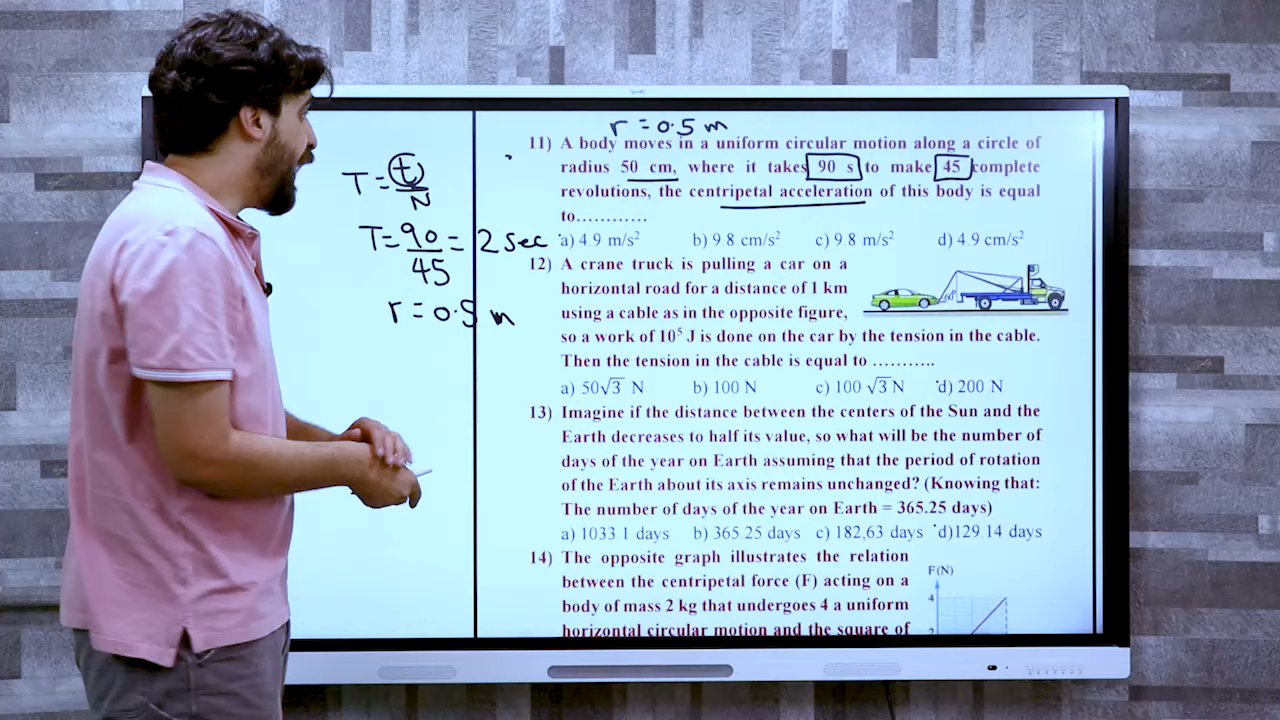 SMART
r = 0.5 m
11) A body moves in a uniform circular motion along a circle of
radius 50 cm, where it takes 90 s to make 45 complete
revolutions, the centripetal acceleration of this body is equal
to…………
a) 4.9 m/s² b) 9.8 cm/s² c) 9.8 m/s² d) 4.9 cm/s²
12) A crane truck is pulling a car on a
horizontal road for a distance of 1 km
using a cable as in the opposite figure,
so a work of 10⁵ J is done on the car by the tension in the cable.
Then the tension in the cable is equal to ………..
a) 50√3 N b) 100 N c) 100 √3 N d) 200 N
60°
13) Imagine if the distance between the centers of the Sun and the
Earth decreases to half its value, so what will be the number of
days of the year on Earth assuming that the period of rotation
of the Earth about its axis remains unchanged? (Knowing that:
The number of days of the year on Earth = 365.25 days)
a) 1033.1 days b) 365.25 days c) 182,63 days d)129.14 days
14) The opposite graph illustrates the relation
between the centripetal force (F) acting on a
body of mass 2 kg that undergoes 4 a uniform
horizontal circular motion and the square of
F(N)
4
T = t/N
T = 90/45 = 2 sec
r = 0.5 m